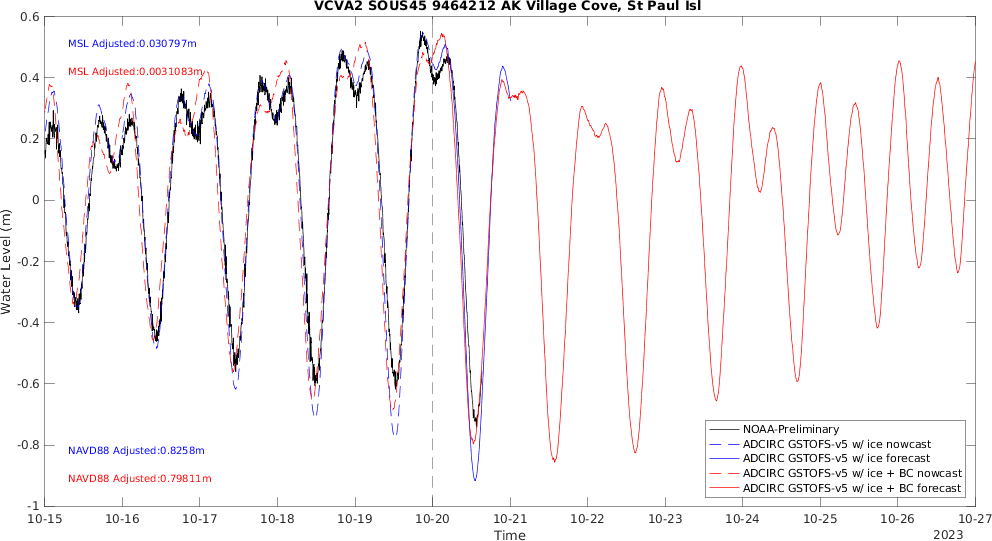 VCVA2 SOUS45 9464212 AK Village Cove, St Paul Isl
Water Level (m)
0.6
0.4
0.2
0
-0.2
-0.4
-0.6
-0.8
-1
MSL Adjusted:0.030797m
MSL Adjusted:0.0031083m
NAVD88 Adjusted:0.8258m
NAVD88 Adjusted:0.79811m
NOAA-Preliminary
ADCIRC GSTOFS-v5 w/ ice nowcast
ADCIRC GSTOFS-v5 w/ ice forecast
ADCIRC GSTOFS-v5 w/ ice + BC nowcast
ADCIRC GSTOFS-v5 w/ ice + BC forecast
10-15 10-16 10-17 10-18 10-19 10-20 10-21 10-22 10-23 10-24 10-25 10-26 10-27
Time
2023